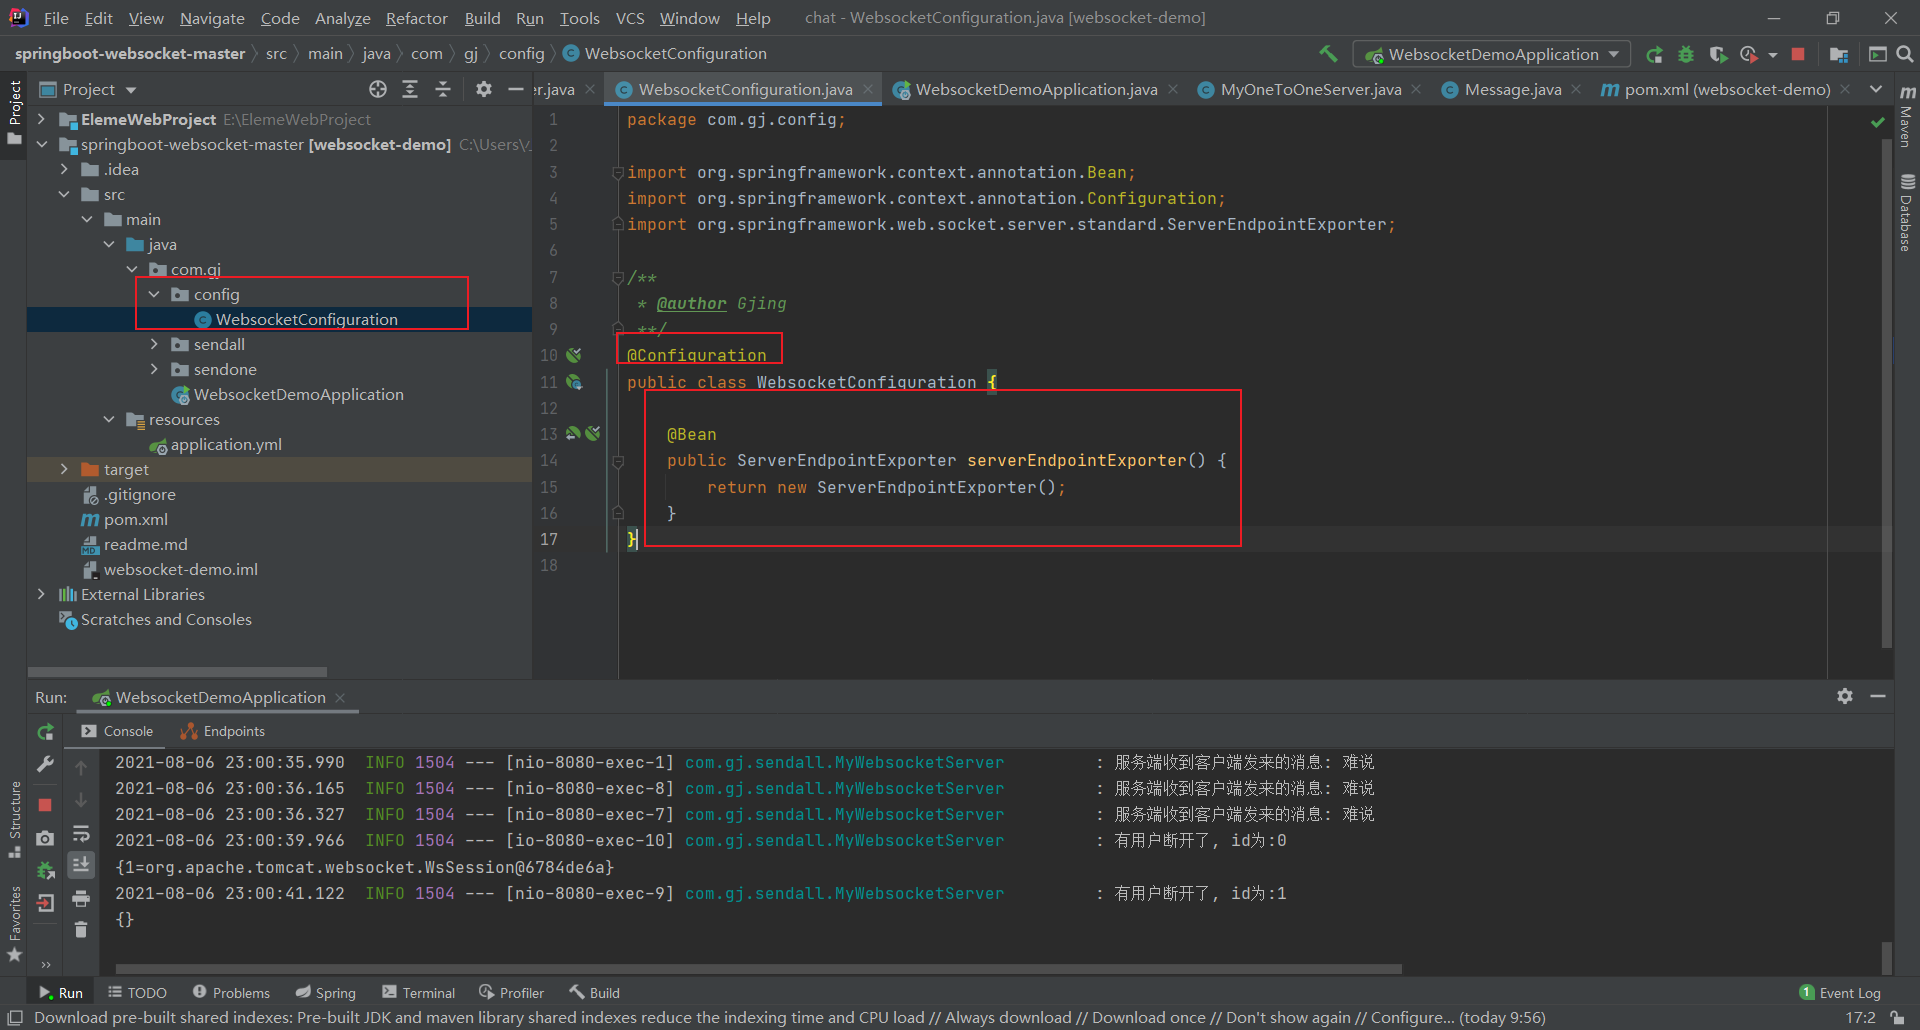 File Edit View Navigate Code Analyze Refactor Build Run Tools VCS Window Help chat - WebsocketConfiguration.java [websocket-demo]
springboot-websocket-master src main java com gj config WebsocketConfiguration WebsocketDemoApplication
Project
er.java WebsocketConfiguration.java WebsocketDemoApplication.java MyOneToOneServer.java Message.java pom.xml (websocket-demo)
Project
Structure
Favorites
Maven
Database
ElemeWebProject E:\ElemeWebProject
springboot-websocket-master [websocket-demo] C:\Users\
.idea
src
main
java
com.gj
config
WebsocketConfiguration
sendall
sendone
WebsocketDemoApplication
resources
application.yml
target
.gitignore
pom.xml
readme.md
websocket-demo.iml
External Libraries
Scratches and Consoles
1 package com.gj.config;
2
3 import org.springframework.context.annotation.Bean;
4 import org.springframework.context.annotation.Configuration;
5 import org.springframework.web.socket.server.standard.ServerEndpointExporter;
6
7 /**
8 * @author Gjing
9 **/
10 @Configuration
11 public class WebsocketConfiguration {
12
13 @Bean
14 public ServerEndpointExporter serverEndpointExporter() {
15 return new ServerEndpointExporter();
16 }
17 }
18
Run: WebsocketDemoApplication
Console Endpoints
2021-08-06 23:00:35.990 INFO 1504 --- [nio-8080-exec-1] com.gj.sendall.MyWebsocketServer : 服务端收到客户端发来的消息: 难说
2021-08-06 23:00:36.165 INFO 1504 --- [nio-8080-exec-8] com.gj.sendall.MyWebsocketServer : 服务端收到客户端发来的消息: 难说
2021-08-06 23:00:36.327 INFO 1504 --- [nio-8080-exec-7] com.gj.sendall.MyWebsocketServer : 服务端收到客户端发来的消息: 难说
2021-08-06 23:00:39.966 INFO 1504 --- [io-8080-exec-10] com.gj.sendall.MyWebsocketServer : 有用户断开了, id为:0
{1=org.apache.tomcat.websocket.WsSession@6784de6a}
2021-08-06 23:00:41.122 INFO 1504 --- [nio-8080-exec-9] com.gj.sendall.MyWebsocketServer : 有用户断开了, id为:1
{}
Run TODO Problems Spring Terminal Profiler Build 1 Event Log
Download pre-built shared indexes: Pre-built JDK and maven library shared indexes reduce the indexing time and CPU load // Always download // Download once // Don't show again // Configure... (today 9:56) 17:2